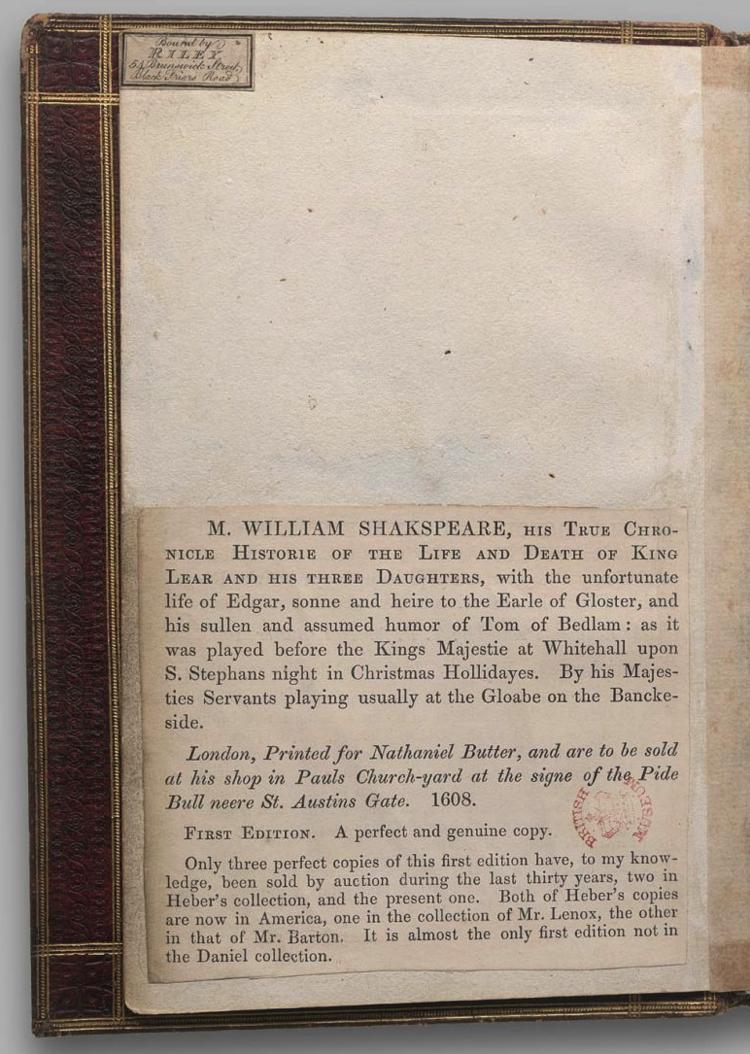 Bound by
RILEY
54 Brunswick Street
Black Friars Road
M. WILLIAM SHAKSPEARE, HIS TRUE CHRO-
NICLE HISTORIE OF THE LIFE AND DEATH OF KING
LEAR AND HIS THREE DAUGHTERS, with the unfortunate
life of Edgar, sonne and heire to the Earle of Gloster, and
his sullen and assumed humor of Tom of Bedlam: as it
was played before the Kings Majestie at Whitehall upon
S. Stephans night in Christmas Hollidayes. By his Majes-
ties Servants playing usually at the Gloabe on the Bancke-
side.
London, Printed for Nathaniel Butter, and are to be sold
at his shop in Pauls Church-yard at the signe of the Pide
Bull neere St. Austins Gate. 1608.
FIRST EDITION. A perfect and genuine copy.
Only three perfect copies of this first edition have, to my know-
ledge, been sold by auction during the last thirty years, two in
Heber's collection, and the present one. Both of Heber's copies
are now in America, one in the collection of Mr. Lenox, the other
in that of Mr. Barton. It is almost the only first edition not in
the Daniel collection.
BRITISH MUSEUM